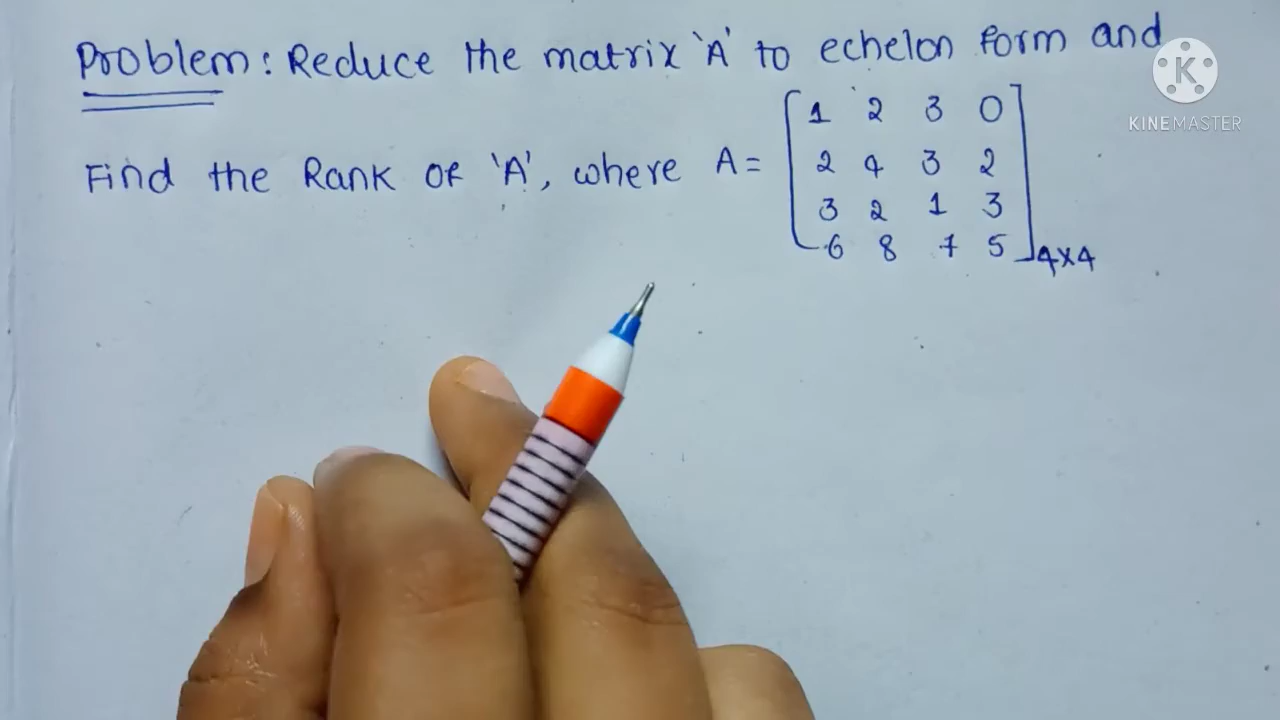 Problem: Reduce the matrix 'A' to echelon form and
Find the Rank OF 'A', where A=
1 2 3 0
2 4 3 2
3 2 1 3
6 8 7 5
4x4
K
KINEMASTER